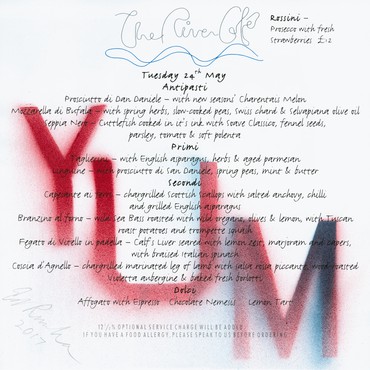 The River Café
Rossini –
Prosecco with fresh
strawberries £12
Tuesday 24th May
Antipasti
Prosciutto di San Daniele – with new seasons' Charentais Melon
Mozzarella di Bufala – with spring herbs, slow-cooked peas, Swiss chard & Selvapiana olive oil
Seppia Nero – Cuttlefish cooked in it's ink with Soave Classico, fennel seeds,
parsley, tomato & soft polenta
Primi
Taglierini – with English asparagus, herbs & aged parmesan
Linguine – with prosciutto di San Daniele, spring peas, mint & butter
Secondi
Capesante ai ferri – chargrilled Scottish scallops with salted anchovy, chilli
and grilled English asparagus
Branzino al forno – wild Sea Bass roasted with wild oregano, olives & lemon, with Tuscan
roast potatoes and trompette squash
Fegato di Vitello in padella – Calf's Liver seared with lemon zest, marjoram and capers,
with braised Italian spinach
Coscia d'Agnello – chargrilled marinated leg of lamb with salsa rossa piccante, wood-roasted
Violetta aubergine & baked fresh borlotti
Dolci
Affogato with Espresso Chocolate Nemesis Lemon Tart
YUM
2017
12 ½% OPTIONAL SERVICE CHARGE WILL BE ADDED
IF YOU HAVE A FOOD ALLERGY, PLEASE SPEAK TO US BEFORE ORDERING